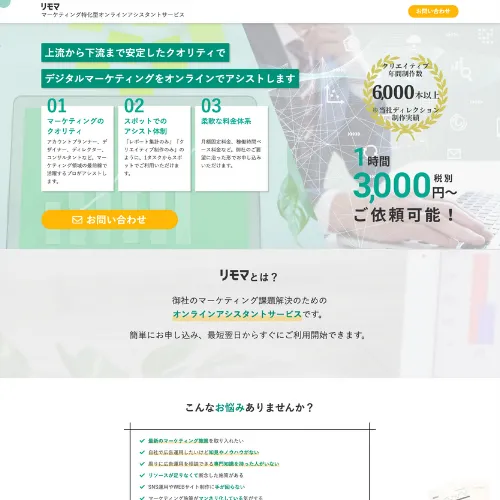 リモマ
マーケティング特化型オンラインアシスタントサービス
お問い合わせ
上流から下流まで安定したクオリティで
デジタルマーケティングをオンラインでアシストします
01
マーケティングの
クオリティ
アカウントプランナー、デ
ザイナー、ディレクター、
コンサルタントなど、マー
ケティング領域の最前線で
活躍するプロがアシストし
ます。
02
スポットでの
アシスト体制
「レポート集計のみ」「ク
リエイティブ制作のみ」の
ように、1タスクからスポ
ットでご利用いただけま
す。
03
柔軟な料金体系
月額固定料金、稼働時間ベ
ース料金など、御社のご要
望に沿った形でお申し込み
いただけます。
クリエイティブ
年間制作数
6,000本以上
※当社ディレクション
制作実績
1時間
3,000税別円〜
ご依頼可能！
お問い合わせ
リモマとは？
御社のマーケティング課題解決のための
オンラインアシスタントサービスです。
簡単にお申し込み、最短翌日からすぐにご利用開始できます。
こんなお悩みありませんか？
最新のマーケティング施策を取り入れたい
自社で広告運用したいけど知見やノウハウがない
周りに広告運用を相談できる専門知識を持った人がいない
リソースが足りなくて断念した施策がある
SNS運用やWEBサイト制作に手が回らない
マーケティング施策がマンネリ化している気がする